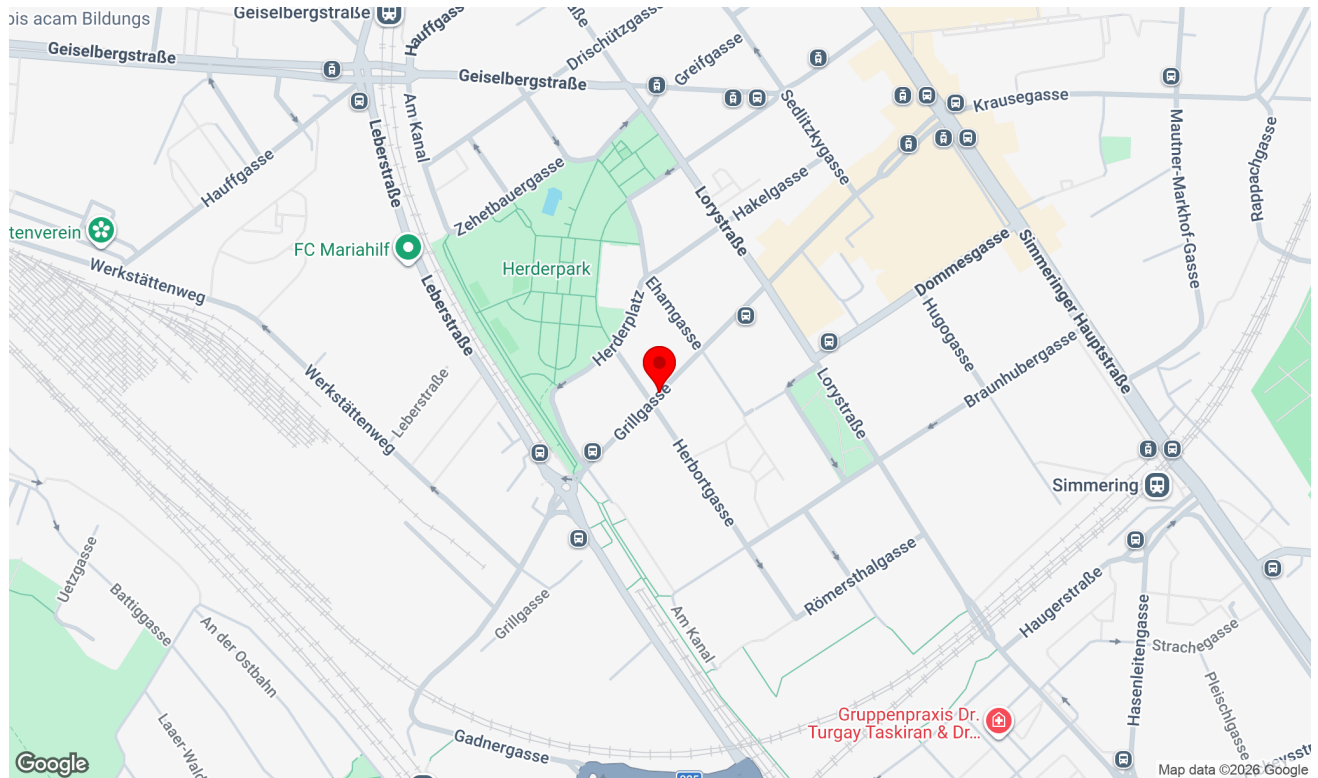 bis acam Bildungs
Geiselbergstraße
Hauffgasse
Drischützgasse
Greifgasse
Geiselbergstraße
Geiselbergstraße
Krausegasse
Am Kanal
Sedlitzkygasse
Mautner-Markhof-Gasse
Rappachgasse
Leberstraße
Hauffgasse
Zehetbauergasse
Hakelgasse
Lorystraße
tenverein
FC Mariahilf
Herderpark
Dommesgasse
Simmeringer Hauptstraße
Werkstättenweg
Leberstraße
Ehamgasse
Herderplatz
Hugogasse
Braunhubergasse
Werkstättenweg
Leberstraße
Grillgasse
Lorystraße
Herbortgasse
Simmering
Uetzgasse
Battiggasse
An der Ostbahn
Grillgasse
Am Kanal
Römersthalgasse
Haugerstraße
Hasenleitengasse
Strachegasse
Pleischlgasse
Laaer-Wald
Gadnergasse
Gruppenpraxis Dr.
Turgay Taskiran & Dr...
Google
Map data ©2026 Google